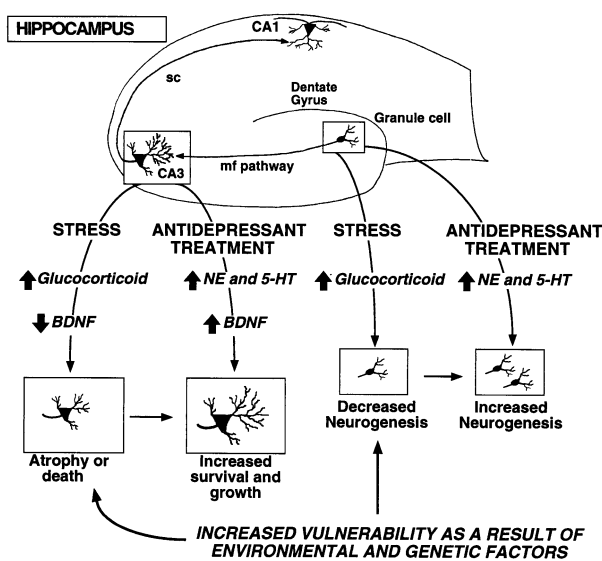 HIPPOCAMPUS
CA1
sc
Dentate
Gyrus
Granule cell
CA3
mf pathway
STRESS
ANTIDEPRESSANT
TREATMENT
STRESS
ANTIDEPRESSANT
TREATMENT
Glucocorticoid
NE and 5-HT
Glucocorticoid
NE and 5-HT
BDNF
BDNF
Decreased
Neurogenesis
Increased
Neurogenesis
Atrophy or
death
Increased
survival and
growth
INCREASED VULNERABILITY AS A RESULT OF
ENVIRONMENTAL AND GENETIC FACTORS